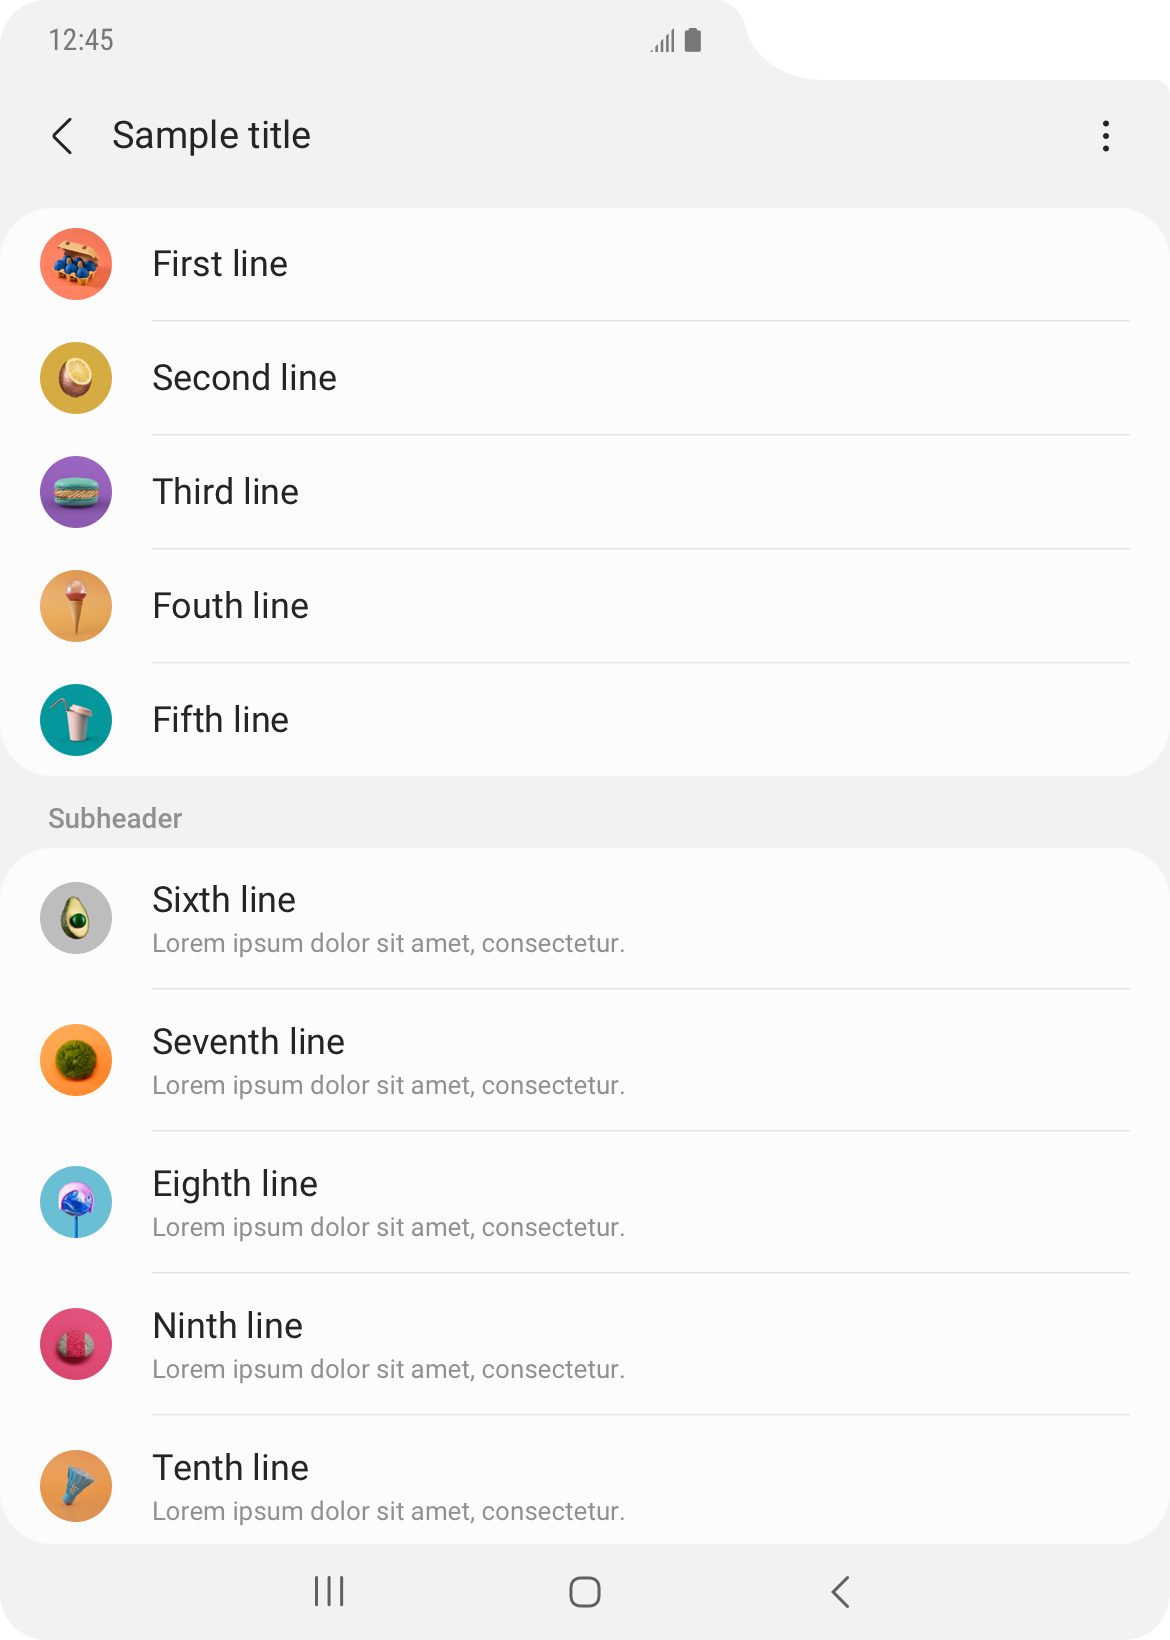 12:45
Sample title
First line
Second line
Third line
Fouth line
Fifth line
Subheader
Sixth line
Lorem ipsum dolor sit amet, consectetur.
Seventh line
Lorem ipsum dolor sit amet, consectetur.
Eighth line
Lorem ipsum dolor sit amet, consectetur.
Ninth line
Lorem ipsum dolor sit amet, consectetur.
Tenth line
Lorem ipsum dolor sit amet, consectetur.